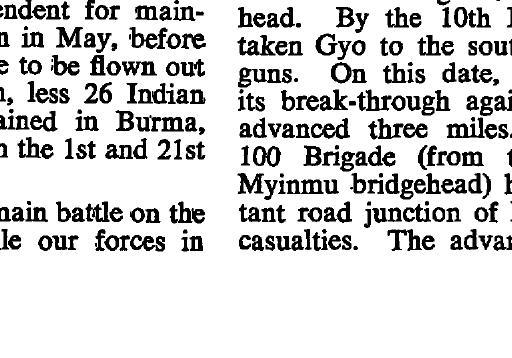 endent for main-
n in May, before
e to be flown out
n, less 26 Indian
ained in Burma,
n the 1st and 21st
main battle on the
le our forces in
head. By the 10th
taken Gyo to the sout
guns. On this date,
its break-through agai
advanced three miles.
100 Brigade (from
Myinmu bridgehead)
tant road junction of
casualties. The advan